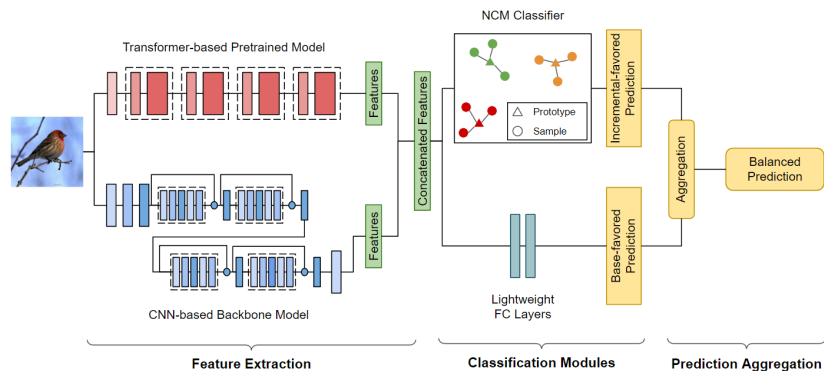 NCM Classifier
Transformer-based Pretrained Model
Features
Concatenated Features
Prototype
Sample
Incremental-favored
Prediction
Aggregation
Balanced
Prediction
Features
Base-favored
Prediction
CNN-based Backbone Model
Lightweight
FC Layers
Feature Extraction
Classification Modules
Prediction Aggregation